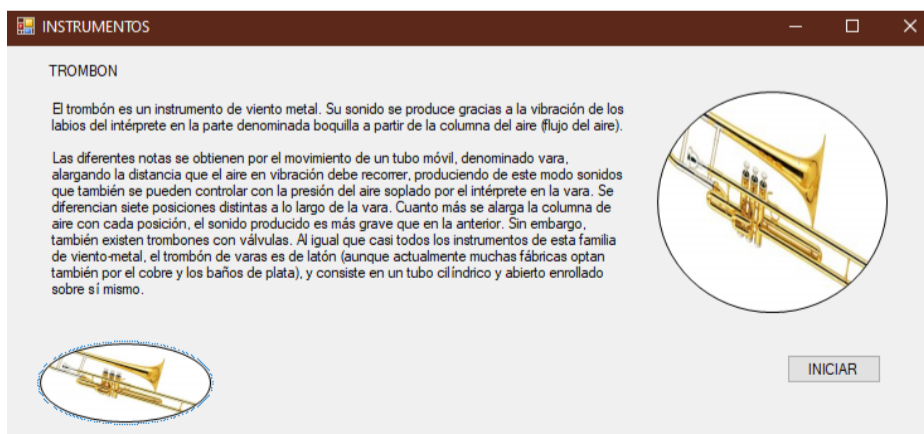 INSTRUMENTOS
TROMBON
El trombón es un instrumento de viento metal. Su sonido se produce gracias a la vibración de los
labios del intérprete en la parte denominada boquilla a partir de la columna del aire (flujo del aire).
Las diferentes notas se obtienen por el movimiento de un tubo móvil, denominado vara,
alargando la distancia que el aire en vibración debe recorrer, produciendo de este modo sonidos
que también se pueden controlar con la presión del aire soplado por el intérprete en la vara. Se
diferencian siete posiciones distintas a lo largo de la vara. Cuanto más se alarga la columna de
aire con cada posición, el sonido producido es más grave que en la anterior. Sin embargo,
también existen trombones con válvulas. Al igual que casi todos los instrumentos de esta familia
de viento-metal, el trombón de varas es de latón (aunque actualmente muchas fábricas optan
también por el cobre y los baños de plata), y consiste en un tubo cilíndrico y abierto enrollado
sobre sí mismo.
INICIAR